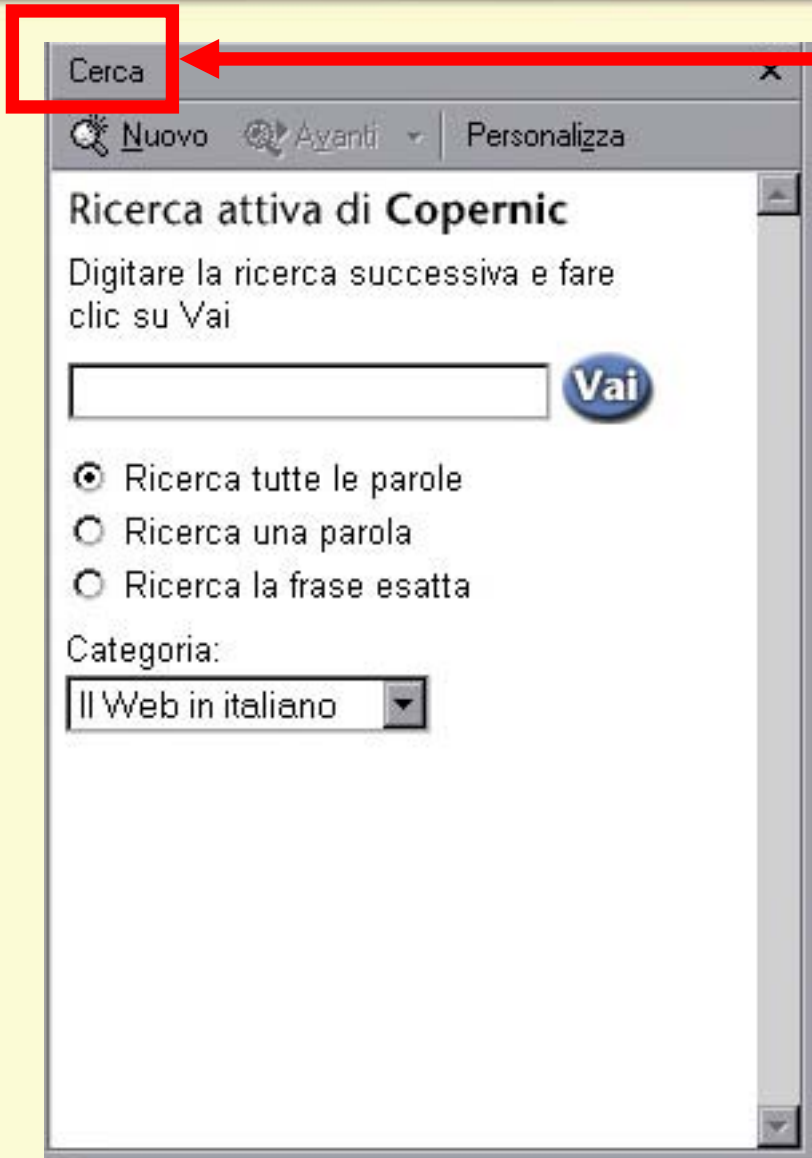 Cerca
Nuovo Avanti Personalizza
Ricerca attiva di Copernic
Digitare la ricerca successiva e fare
clic su Vai
Vai
Ricerca tutte le parole
Ricerca una parola
Ricerca la frase esatta
Categoria:
Il Web in italiano